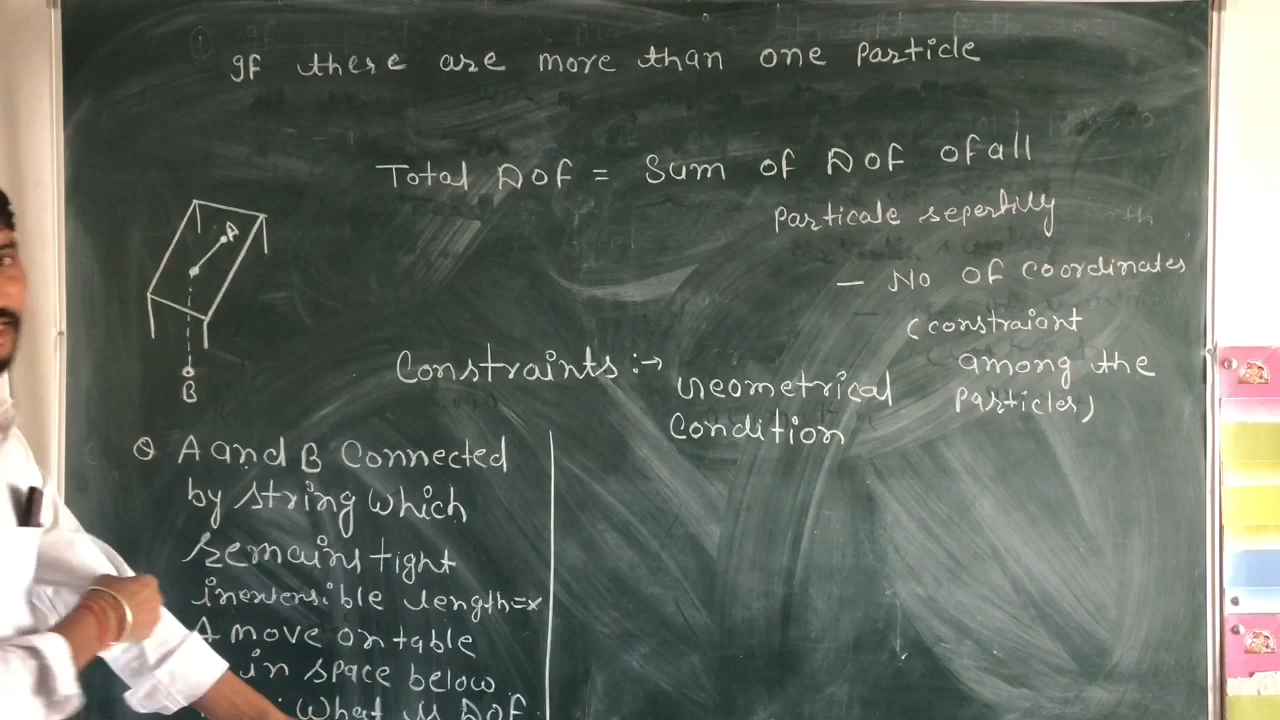 If there are more than one particle
Total DOF = Sum of DOF of all
particale sepertilly
- No of coordinates
(constraiant
among the
particles)
Constraints :→
Geometrical
Condition
A
B
Q A and B Connected
by string which
remains tight
inextensible length=x
A move on table
in space below
What is DOF